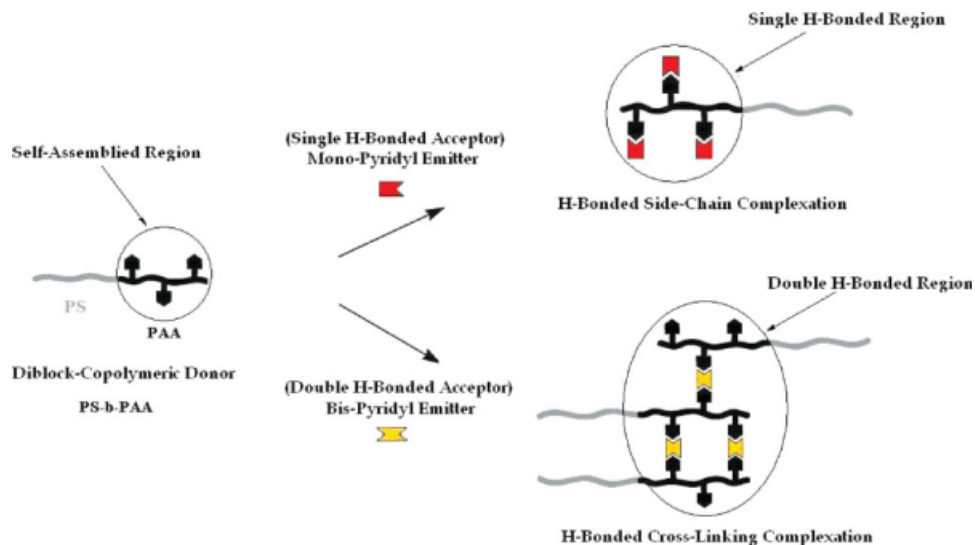 Single H-Bonded Region
(Single H-Bonded Acceptor)
Mono-Pyridyl Emitter
Self-Assemblied Region
H-Bonded Side-Chain Complexation
PS
PAA
Double H-Bonded Region
Diblock-Copolymeric Donor
PS-b-PAA
(Double H-Bonded Acceptor)
Bis-Pyridyl Emitter
H-Bonded Cross-Linking Complexation